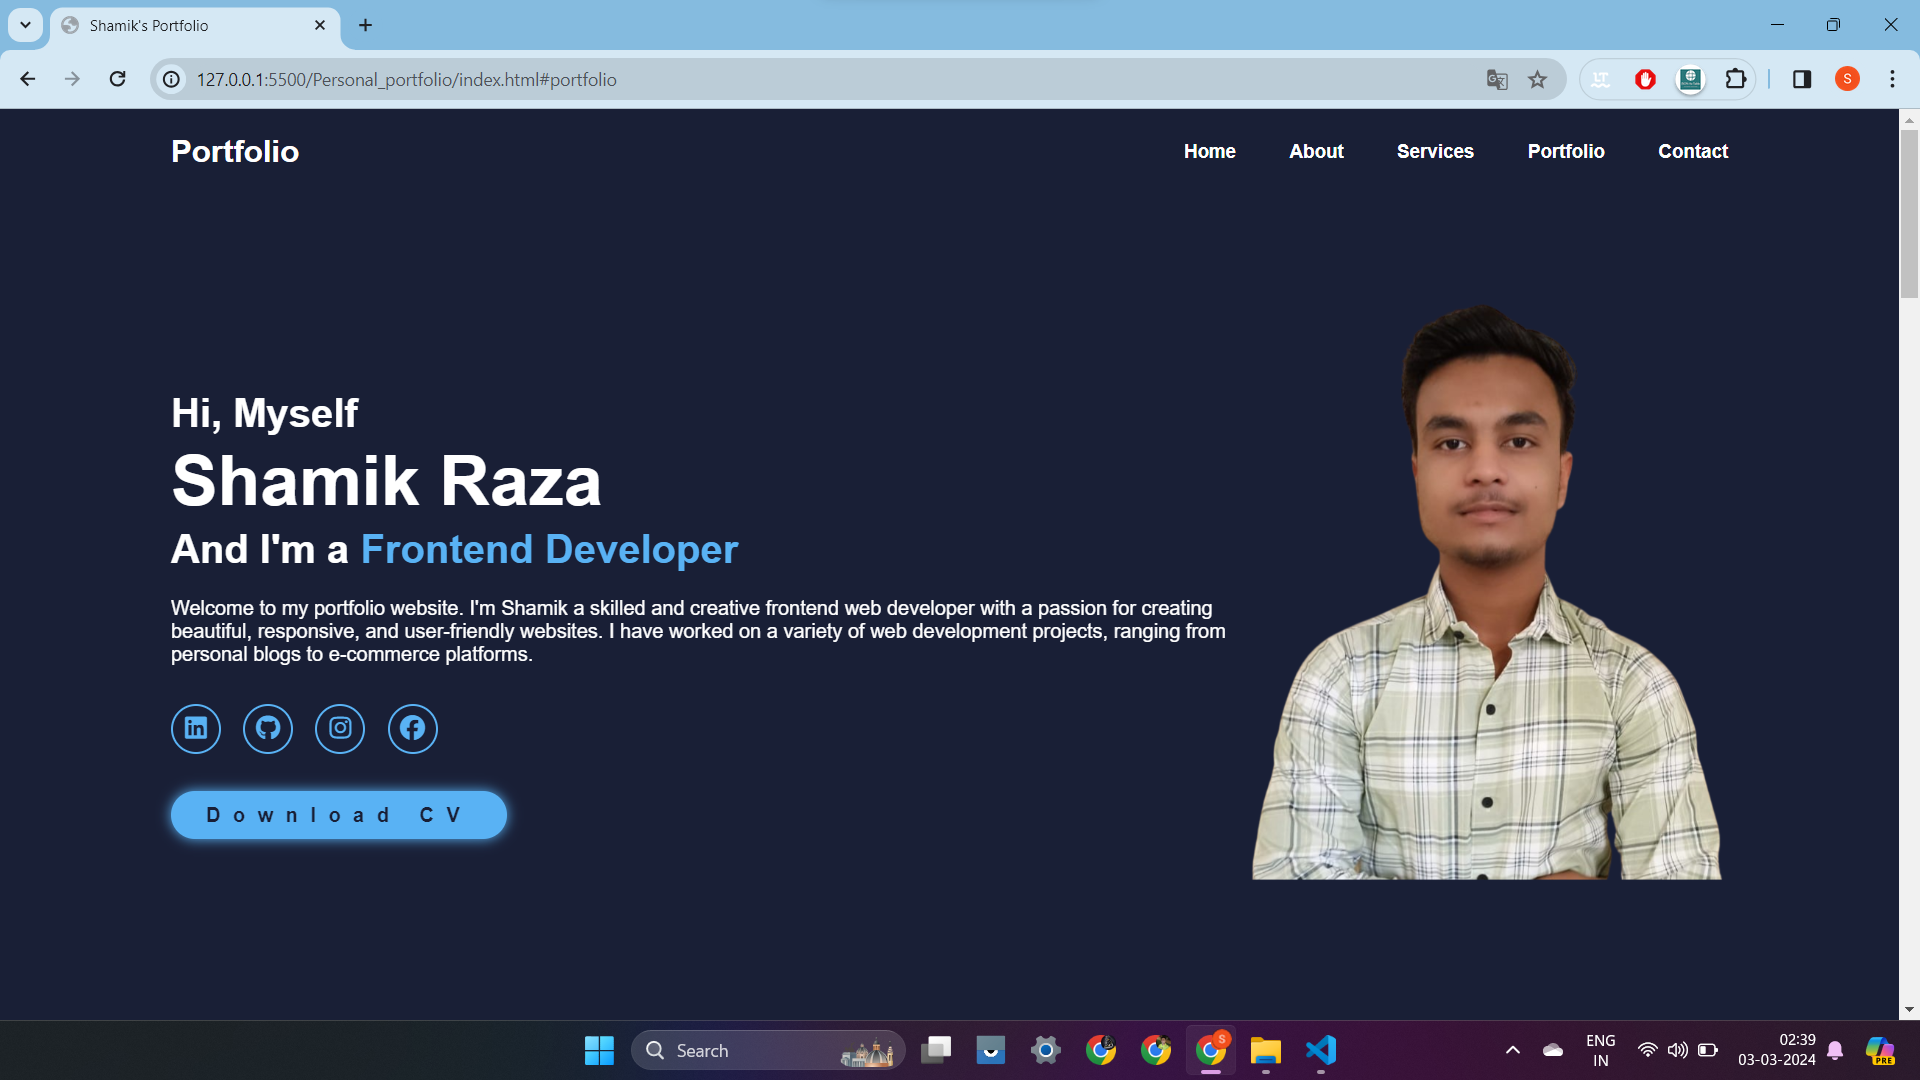 Shamik's Portfolio
127.0.0.1:5500/Personal_portfolio/index.html#portfolio
LT
S
Portfolio
Home About Services Portfolio Contact
Hi, Myself
Shamik Raza
And I'm a Frontend Developer
Welcome to my portfolio website. I'm Shamik a skilled and creative frontend web developer with a passion for creating
beautiful, responsive, and user-friendly websites. I have worked on a variety of web development projects, ranging from
personal blogs to e-commerce platforms.
Download CV
Search
S
ENG
IN
02:39
03-03-2024
PRE